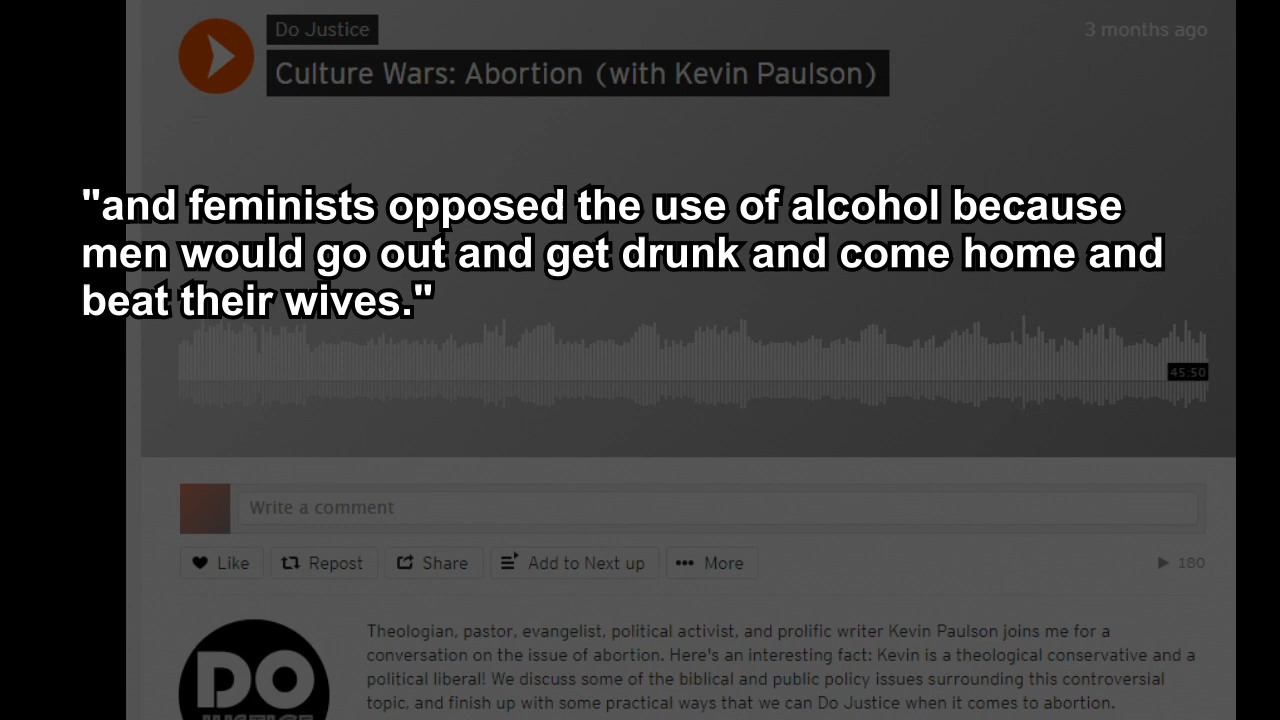 Do Justice
3 months ago
Culture Wars: Abortion (with Kevin Paulson)
"and feminists opposed the use of alcohol because
men would go out and get drunk and come home and
beat their wives."
45:50
Write a comment
Like Repost Share Add to Next up More
180
Theologian, pastor, evangelist, political activist, and prolific writer Kevin Paulson joins me for a
conversation on the issue of abortion. Here's an interesting fact: Kevin is a theological conservative and a
political liberal! We discuss some of the biblical and public policy issues surrounding this controversial
topic, and finish up with some practical ways that we can Do Justice when it comes to abortion.
DO
JUSTICE